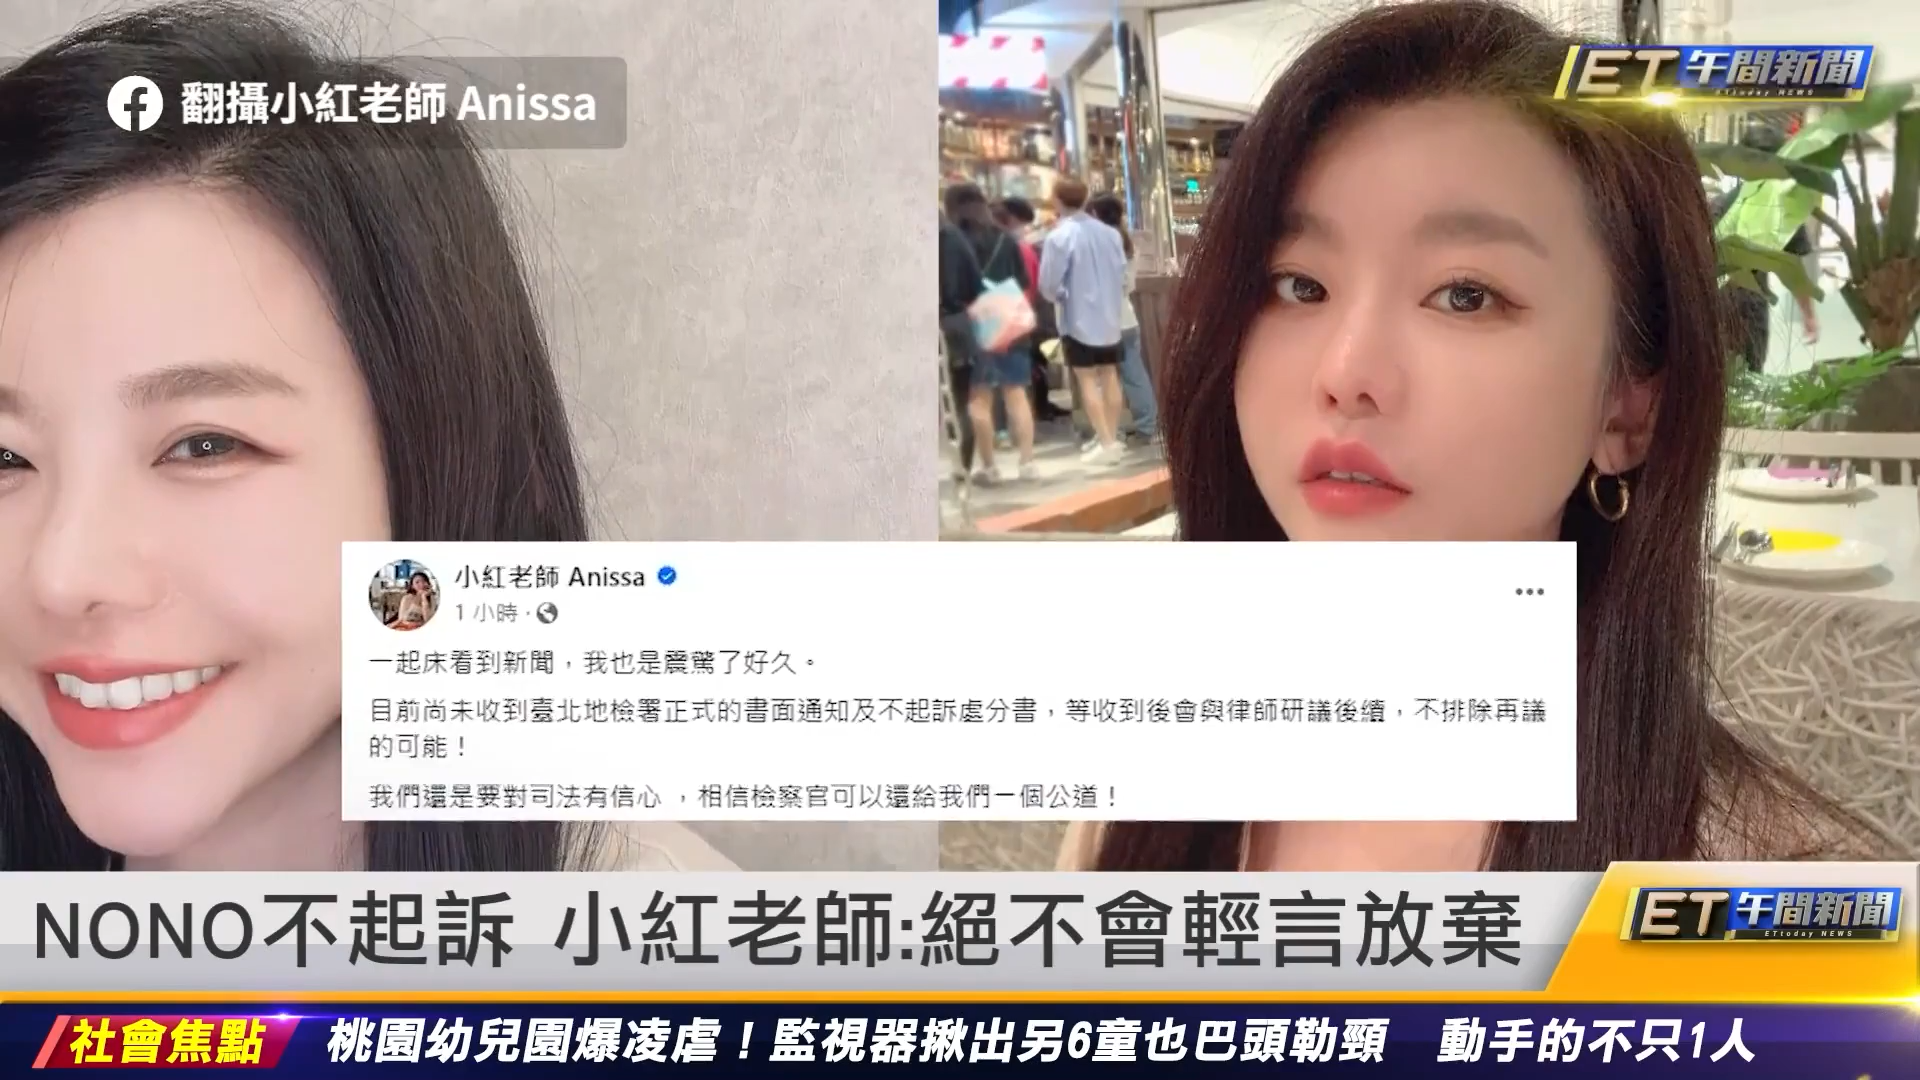 翻攝小紅老師 Anissa
ET午間新聞
ETtoday NEWS
小紅老師 Anissa
1 小時
一起床看到新聞，我也是震驚了好久。
目前尚未收到臺北地檢署正式的書面通知及不起訴處分書，等收到後會與律師研議後續，不排除再議
的可能！
我們還是要對司法有信心 ，相信檢察官可以還給我們一個公道！
NONO不起訴 小紅老師:絕不會輕言放棄
ET午間新聞
ETtoday NEWS
社會焦點 桃園幼兒園爆凌虐！監視器揪出另6童也巴頭勒頸 動手的不只1人